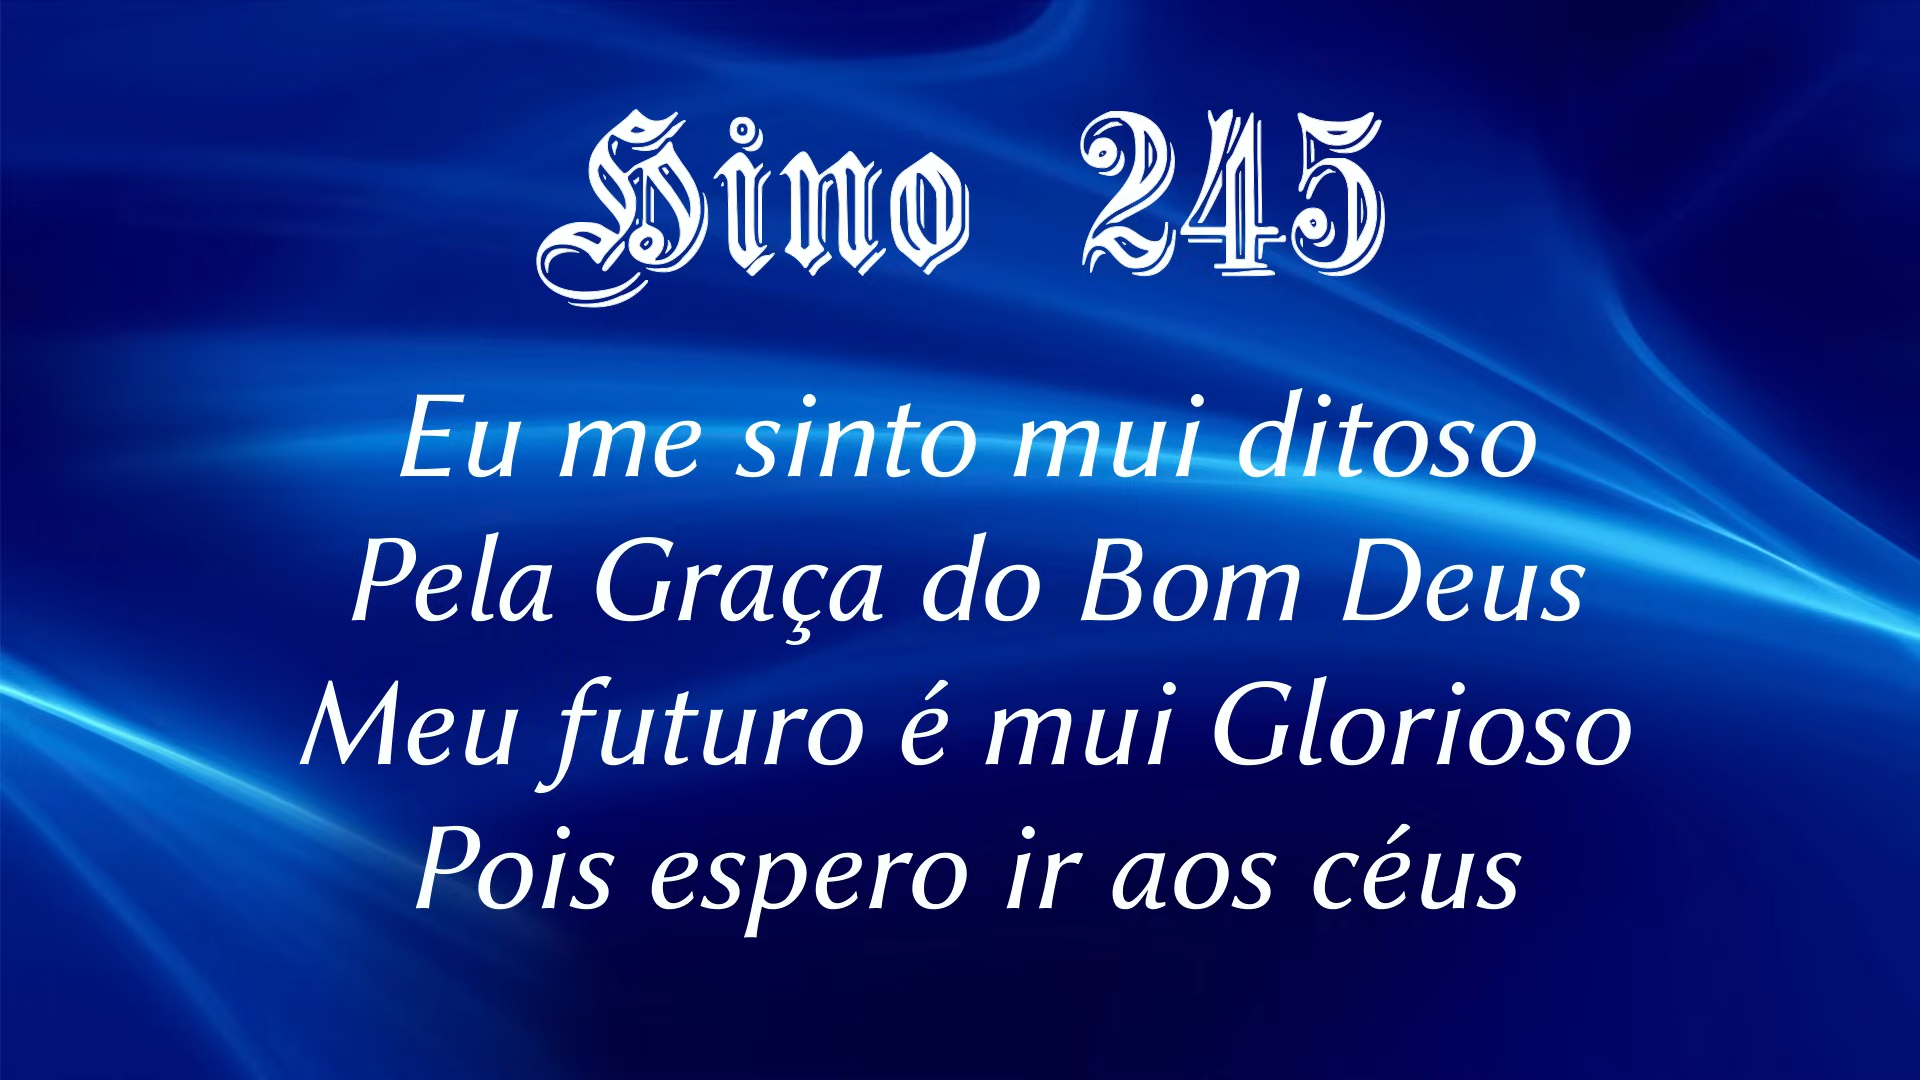 Hino 245
Eu me sinto mui ditoso
Pela Graça do Bom Deus
Meu futuro é mui Glorioso
Pois espero ir aos céus